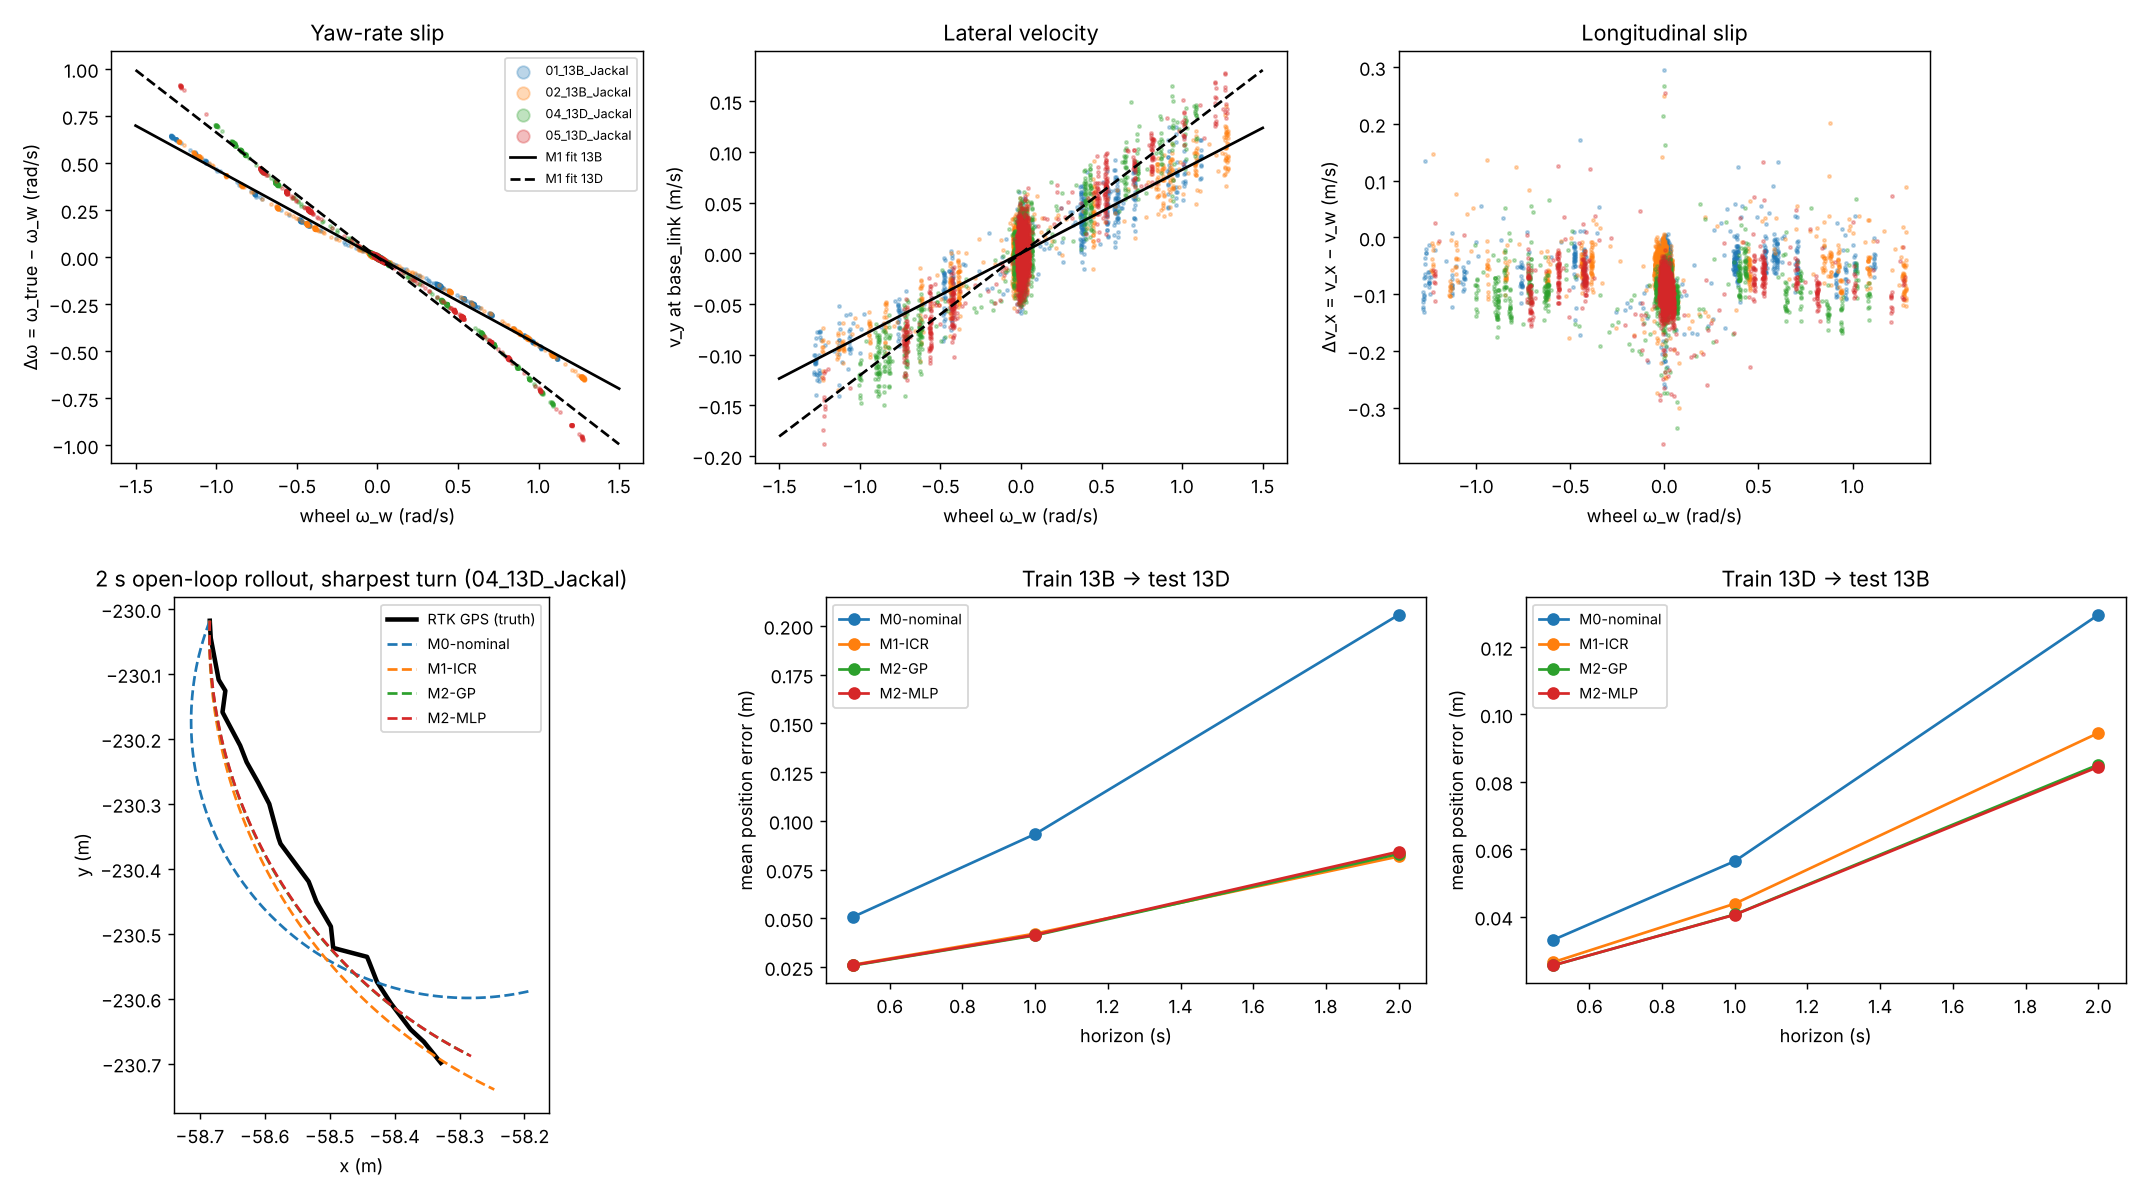 Yaw-rate slip
Δω = ω_true − ω_w (rad/s)
1.00
0.75
0.50
0.25
0.00
−0.25
−0.50
−0.75
−1.00
01_13B_Jackal
02_13B_Jackal
04_13D_Jackal
05_13D_Jackal
M1 fit 13B
M1 fit 13D
−1.5 −1.0 −0.5 0.0 0.5 1.0 1.5
wheel ω_w (rad/s)
Lateral velocity
v_y at base_link (m/s)
0.15
0.10
0.05
0.00
−0.05
−0.10
−0.15
−0.20
−1.5 −1.0 −0.5 0.0 0.5 1.0 1.5
wheel ω_w (rad/s)
Longitudinal slip
Δv_x = v_x − v_w (m/s)
0.3
0.2
0.1
0.0
−0.1
−0.2
−0.3
−1.0 −0.5 0.0 0.5 1.0
wheel ω_w (rad/s)
2 s open-loop rollout, sharpest turn (04_13D_Jackal)
y (m)
−230.0
−230.1
−230.2
−230.3
−230.4
−230.5
−230.6
−230.7
RTK GPS (truth)
M0-nominal
M1-ICR
M2-GP
M2-MLP
−58.7 −58.6 −58.5 −58.4 −58.3 −58.2
x (m)
Train 13B → test 13D
mean position error (m)
0.200
0.175
0.150
0.125
0.100
0.075
0.050
0.025
M0-nominal
M1-ICR
M2-GP
M2-MLP
0.6 0.8 1.0 1.2 1.4 1.6 1.8 2.0
horizon (s)
Train 13D → test 13B
mean position error (m)
0.12
0.10
0.08
0.06
0.04
M0-nominal
M1-ICR
M2-GP
M2-MLP
0.6 0.8 1.0 1.2 1.4 1.6 1.8 2.0
horizon (s)